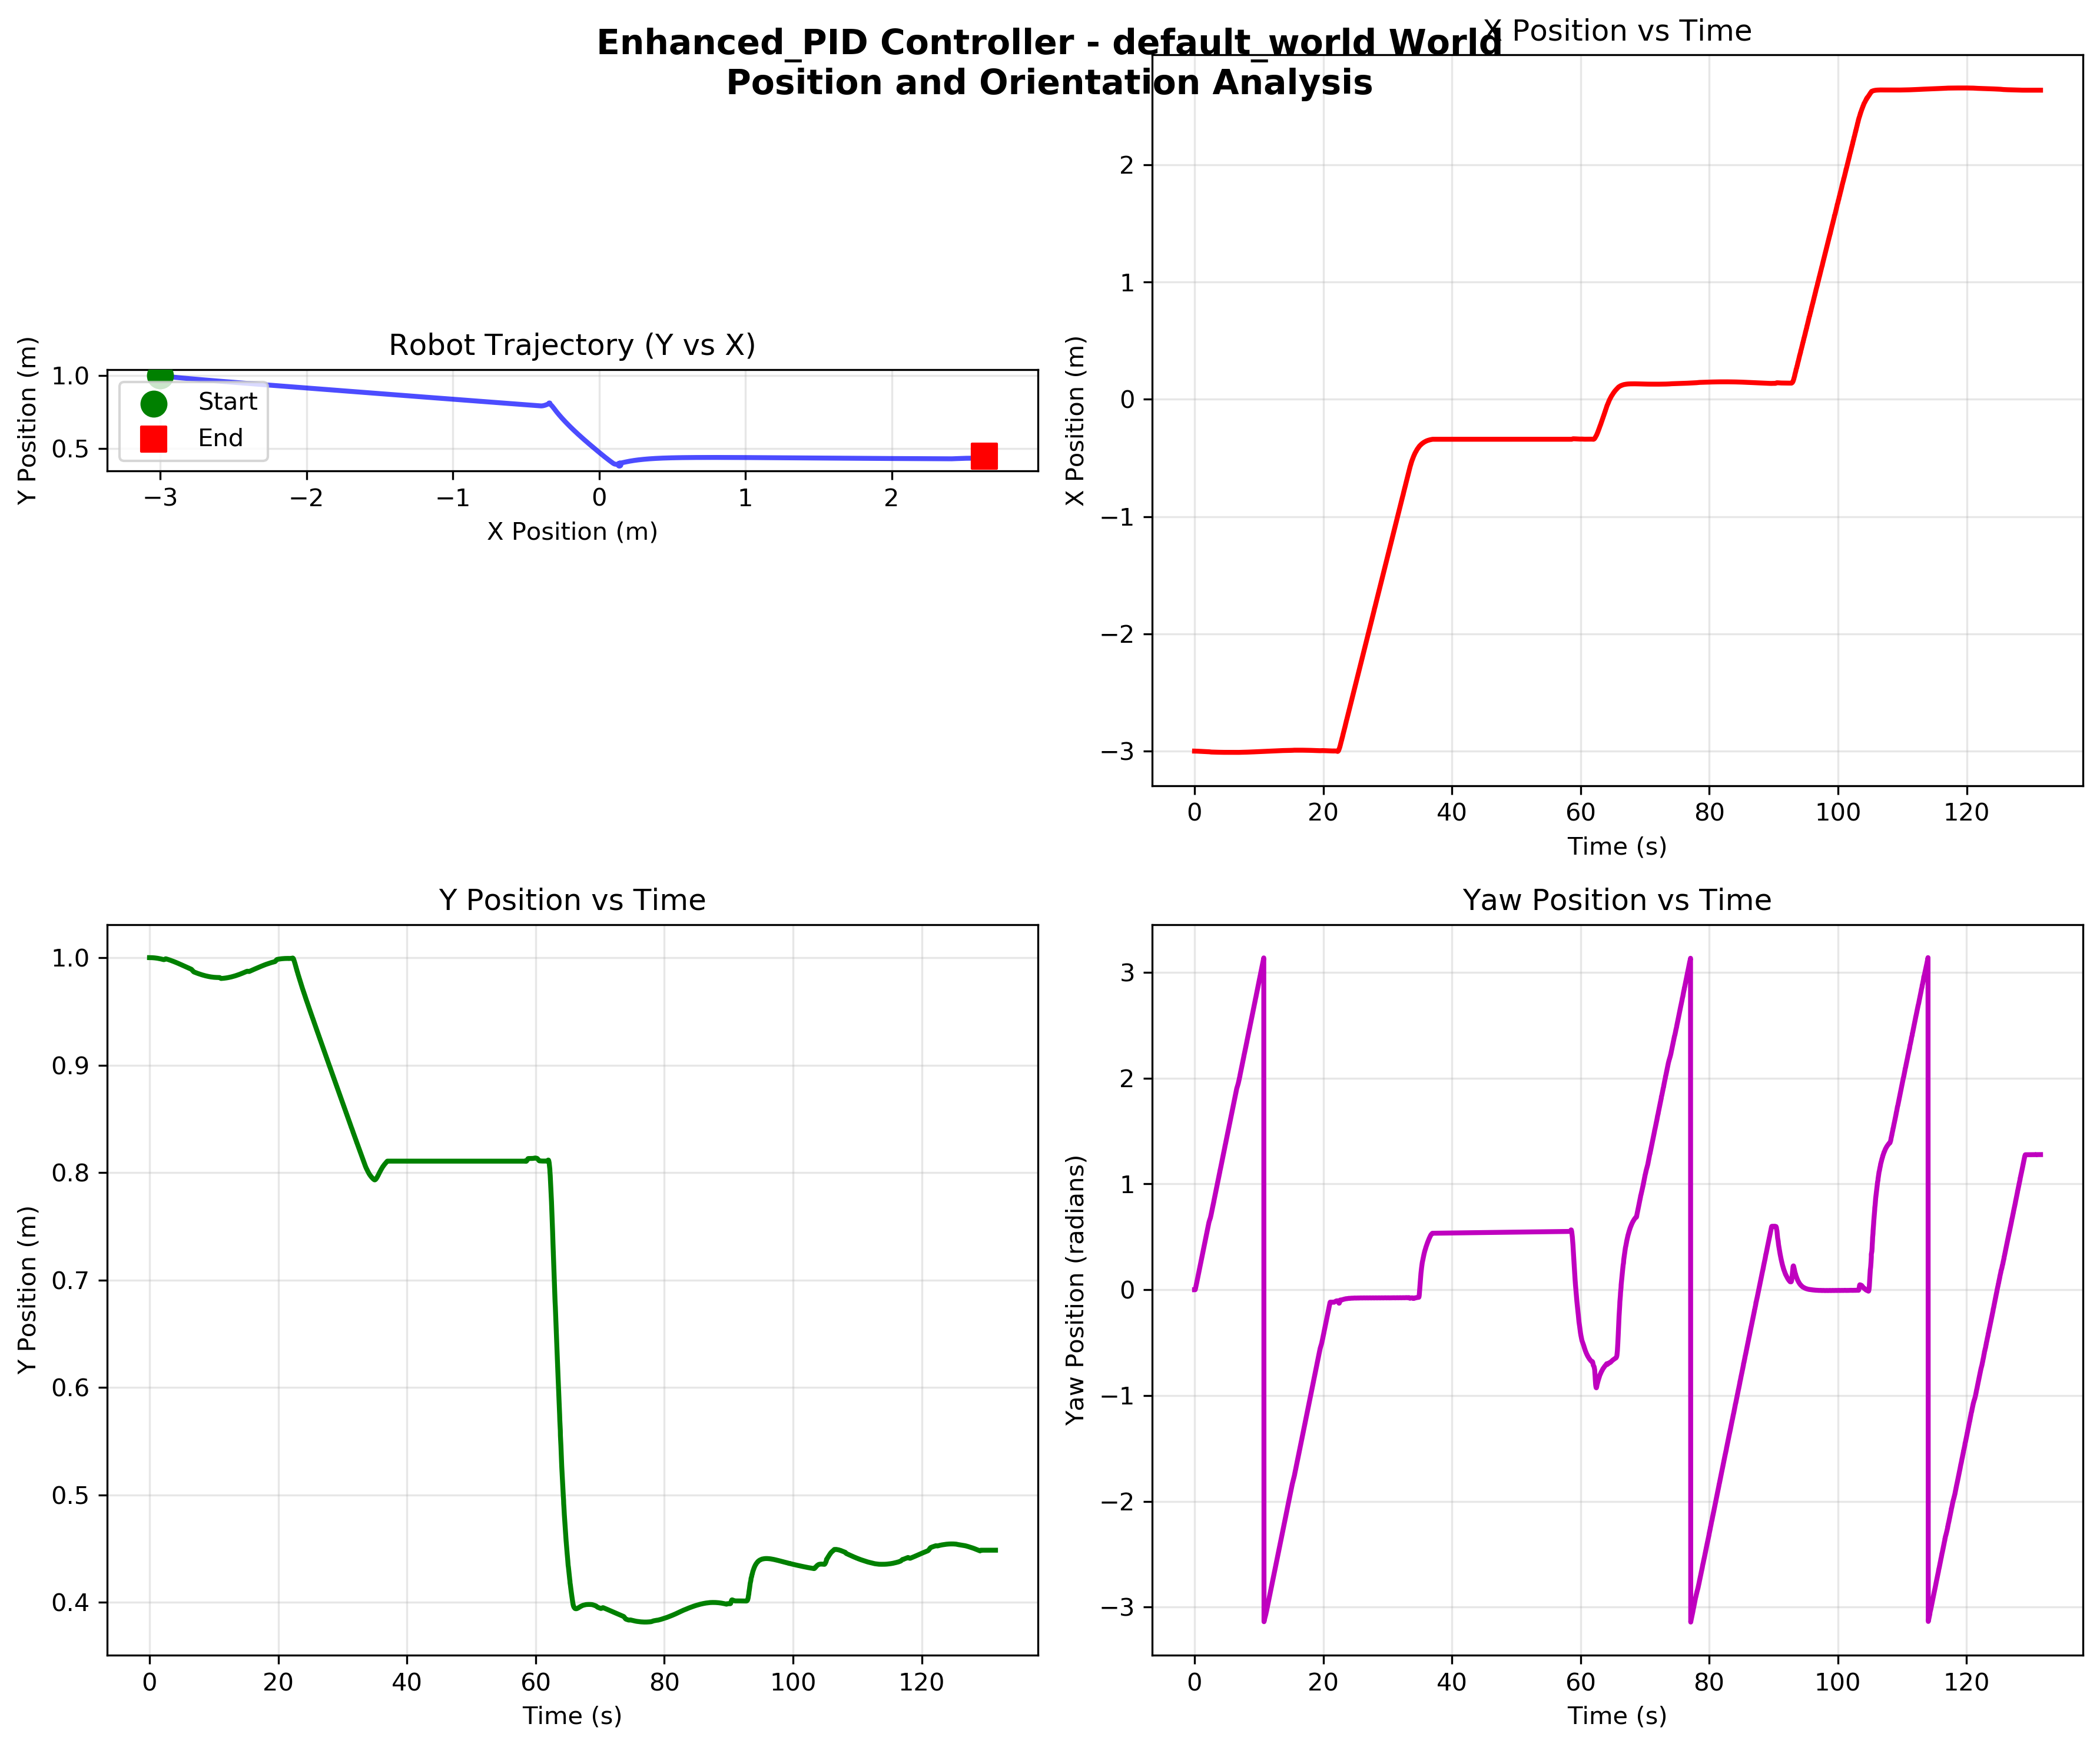 Enhanced_PID Controller - default_world World
Position and Orientation Analysis
Robot Trajectory (Y vs X)
Y Position (m)
1.0
0.5
Start
End
−3 −2 −1 0 1 2
X Position (m)
X Position vs Time
X Position (m)
2
1
0
−1
−2
−3
0 20 40 60 80 100 120
Time (s)
Y Position vs Time
Y Position (m)
1.0
0.9
0.8
0.7
0.6
0.5
0.4
0 20 40 60 80 100 120
Time (s)
Yaw Position vs Time
Yaw Position (radians)
3
2
1
0
−1
−2
−3
0 20 40 60 80 100 120
Time (s)